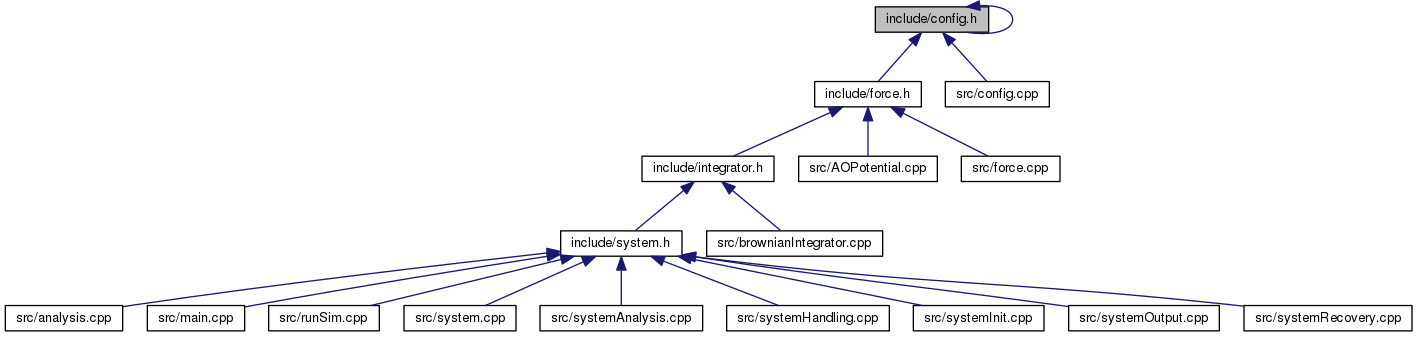 include/config.h
include/force.h
src/config.cpp
include/integrator.h
src/AOPotential.cpp
src/force.cpp
include/system.h
src/brownianIntegrator.cpp
src/analysis.cpp
src/main.cpp
src/runSim.cpp
src/system.cpp
src/systemAnalysis.cpp
src/systemHandling.cpp
src/systemInit.cpp
src/systemOutput.cpp
src/systemRecovery.cpp